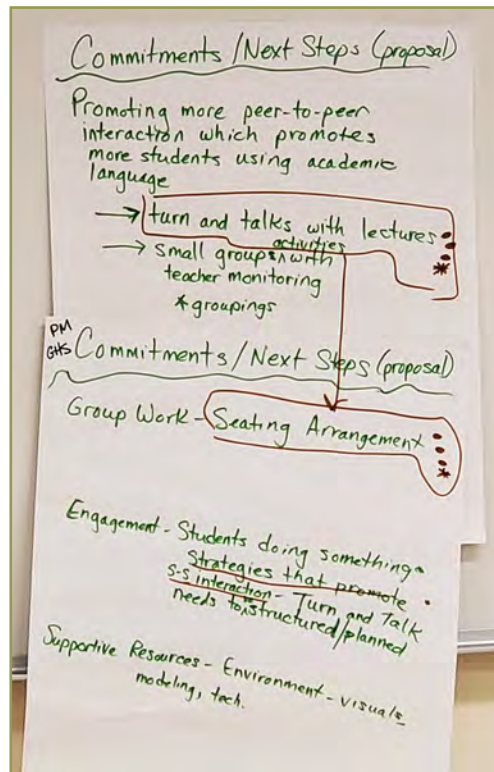 Commitments/Next Steps (proposal)
Promoting more peer-to-peer
interaction which promotes
more students using academic
language
→ turn and talks with lectures
activities
→ small groups ^ with
teacher monitoring
* groupings
PM
GHS
Commitments/Next Steps (proposal)
Group Work - Seating Arrangement
Engagement - Students doing something
Strategies that promote
S-S interaction - Turn and Talk
needs to be structured/planned
Supportive Resources - Environment - visuals
modeling, tech.